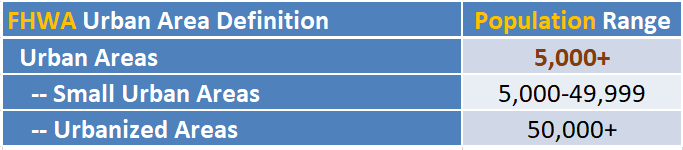 FHWA Urban Area Definition Population Range
Urban Areas 5,000+
-- Small Urban Areas 5,000-49,999
-- Urbanized Areas 50,000+